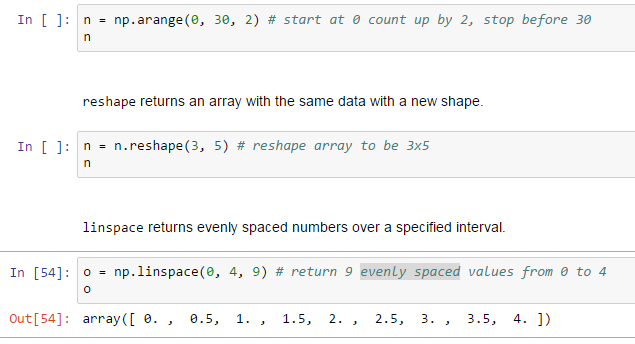 In [ ]: n = np.arange(0, 30, 2) # start at 0 count up by 2, stop before 30
n
reshape returns an array with the same data with a new shape.
In [ ]: n = n.reshape(3, 5) # reshape array to be 3x5
n
linspace returns evenly spaced numbers over a specified interval.
In [54]: o = np.linspace(0, 4, 9) # return 9 evenly spaced values from 0 to 4
o
Out[54]: array([ 0. ,  0.5,  1. ,  1.5,  2. ,  2.5,  3. ,  3.5,  4. ])